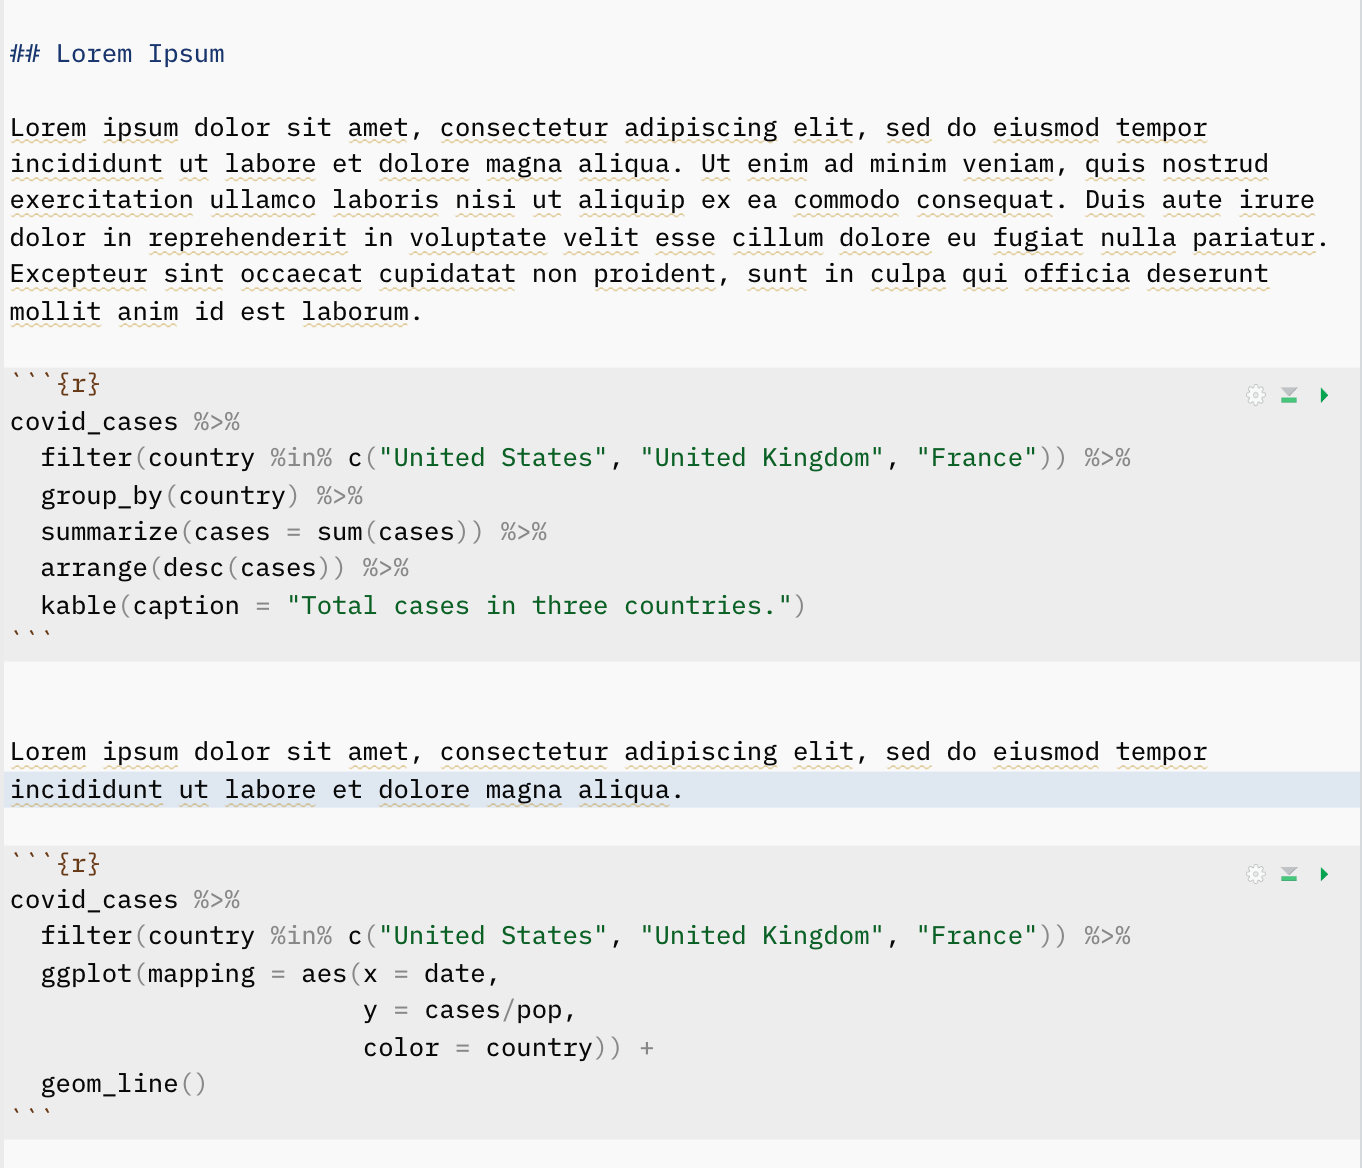 ## Lorem Ipsum
Lorem ipsum dolor sit amet, consectetur adipiscing elit, sed do eiusmod tempor
incididunt ut labore et dolore magna aliqua. Ut enim ad minim veniam, quis nostrud
exercitation ullamco laboris nisi ut aliquip ex ea commodo consequat. Duis aute irure
dolor in reprehenderit in voluptate velit esse cillum dolore eu fugiat nulla pariatur.
Excepteur sint occaecat cupidatat non proident, sunt in culpa qui officia deserunt
mollit anim id est laborum.
```{r}
covid_cases %>%
  filter(country %in% c("United States", "United Kingdom", "France")) %>%
  group_by(country) %>%
  summarize(cases = sum(cases)) %>%
  arrange(desc(cases)) %>%
  kable(caption = "Total cases in three countries.")
```
Lorem ipsum dolor sit amet, consectetur adipiscing elit, sed do eiusmod tempor
incididunt ut labore et dolore magna aliqua.
```{r}
covid_cases %>%
  filter(country %in% c("United States", "United Kingdom", "France")) %>%
  ggplot(mapping = aes(x = date,
                       y = cases/pop,
                       color = country)) +
  geom_line()
```